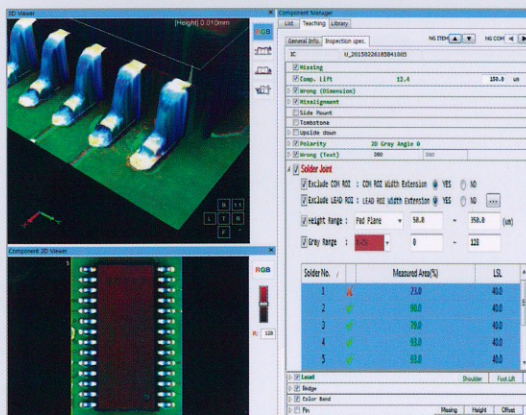 3D Viewer
[Height] 0.010mm
RGB
Component 2D Viewer
RGB
R: 128
Component Manager
List Teaching Library
General Info. Inspection spec.
NG ITEM ▲ ▼ NG COM
IC
Missing
Comp. Lift 12.4 150.0 um
Wrong (Dimension)
Misalignment
Side Mount
Tombstone
Upside down
Polarity 2D Gray Angle 0
Wrong (Text)
Solder Joint
Exclude COM ROI : COM ROI Width Extension YES NO
Exclude LEAD ROI : LEAD ROI Width Extension YES NO ...
Height Range : Pad Plane 50.0 ~ 350.0 (um)
Gray Range : 0 ~ 128
Solder No. / Measured Area(%) LSL
1 23.0 40.0
2 90.0 40.0
3 79.0 40.0
4 93.0 40.0
5 93.0 40.0
Lead Shoulder Foot Lift
Bridge
Color Band
Pin Missing Height Offset